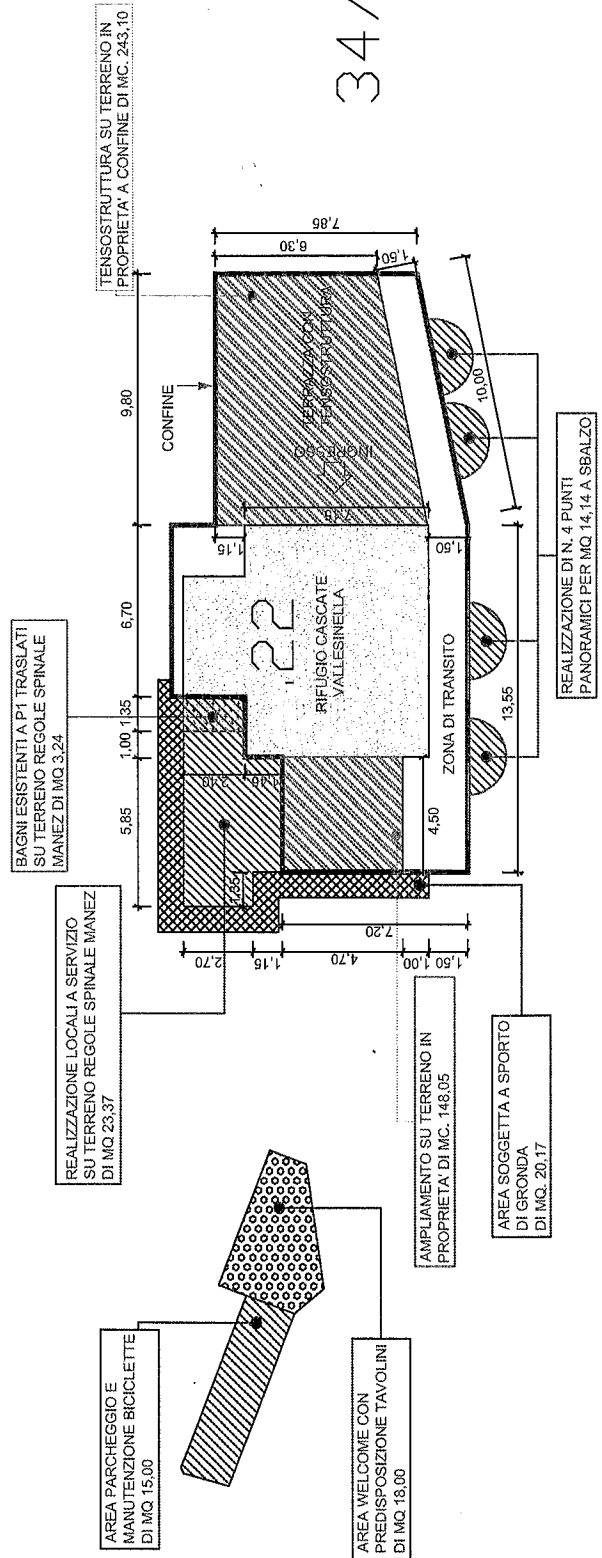 TENSOSTRUTTURA SU TERRENO IN
PROPRIETA' A CONFINE DI MC. 243,10
34/
9,80
CONFINE
7,85
6,30
1,50
TERRAZZA CON
TENSOSTRUTTURA
INGRESSO
10,00
BAGNI ESISTENTI A P1 TRASLATI
SU TERRENO REGOLE SPINALE
MANEZ DI MQ 3,24
6,70
1,35
1,00
5,85
1,15
7,15
1,50
22
RIFUGIO CASCATE
VALLESINELLA
ZONA DI TRANSITO
13,55
4,50
REALIZZAZIONE DI N. 4 PUNTI
PANORAMICI PER MQ 14,14 A SBALZO
REALIZZAZIONE LOCALI A SERVIZIO
SU TERRENO REGOLE SPINALE MANEZ
DI MQ 23,37
1,35
2,70
1,15
4,70
1,00
1,50
7,20
AMPLIAMENTO SU TERRENO IN
PROPRIETA' DI MC. 148,05
AREA SOGGETTA A SPORTO
DI GRONDA
DI MQ. 20,17
AREA PARCHEGGIO E
MANUTENZIONE BICICLETTE
DI MQ 15,00
AREA WELCOME CON
PREDISPOSIZIONE TAVOLINI
DI MQ 18,00